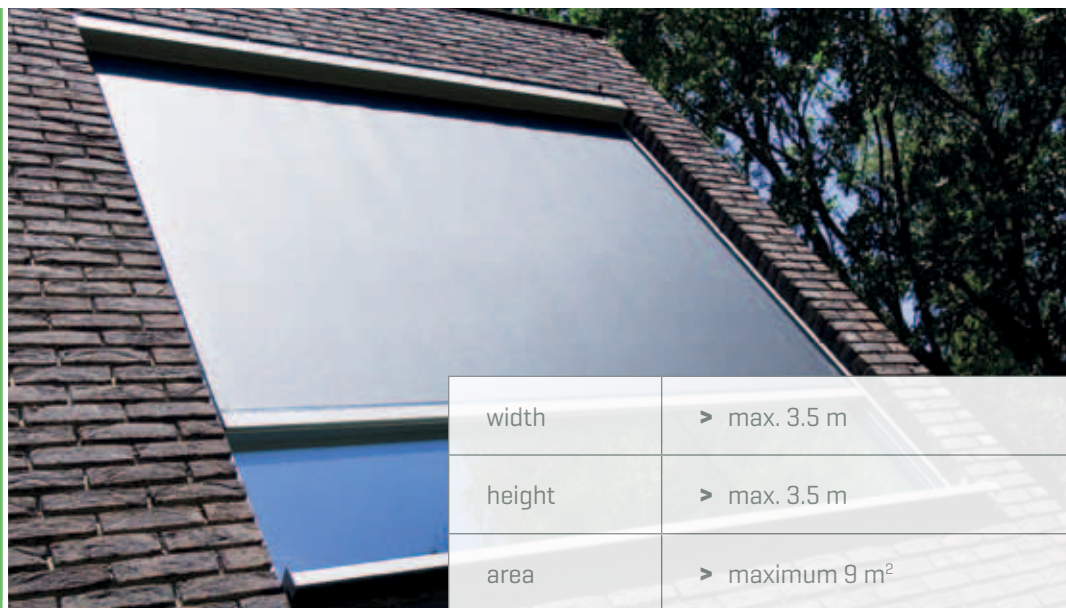 width > max. 3.5 m
height > max. 3.5 m
area > maximum 9 m²